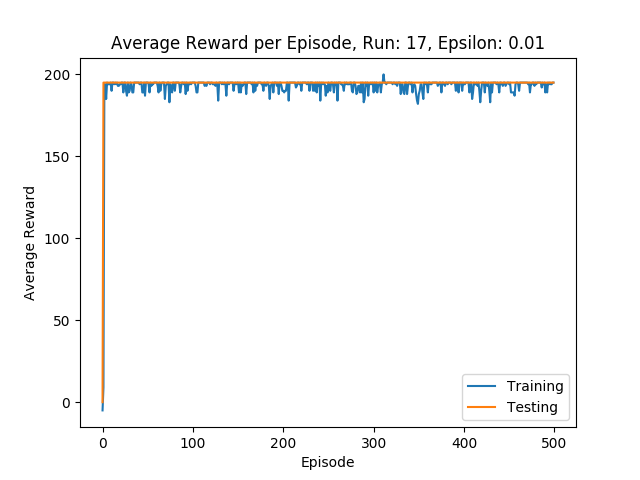 Average Reward per Episode, Run: 17, Epsilon: 0.01
200
150
100
50
0
Average Reward
0 100 200 300 400 500
Episode
Training
Testing